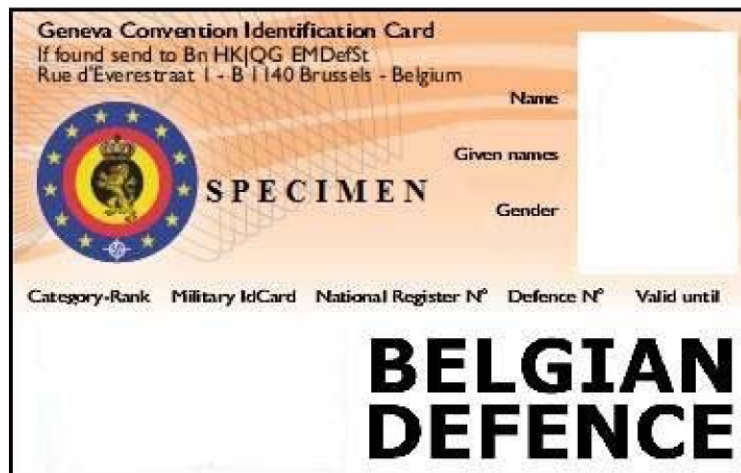 Geneva Convention Identification Card
If found send to Bn HK|QG EMDefSt
Rue d'Everestraat 1 - B 1140 Brussels - Belgium
Name
Given names
SPECIMEN
Gender
Category-Rank Military IdCard National Register N° Defence N° Valid until
BELGIAN
DEFENCE